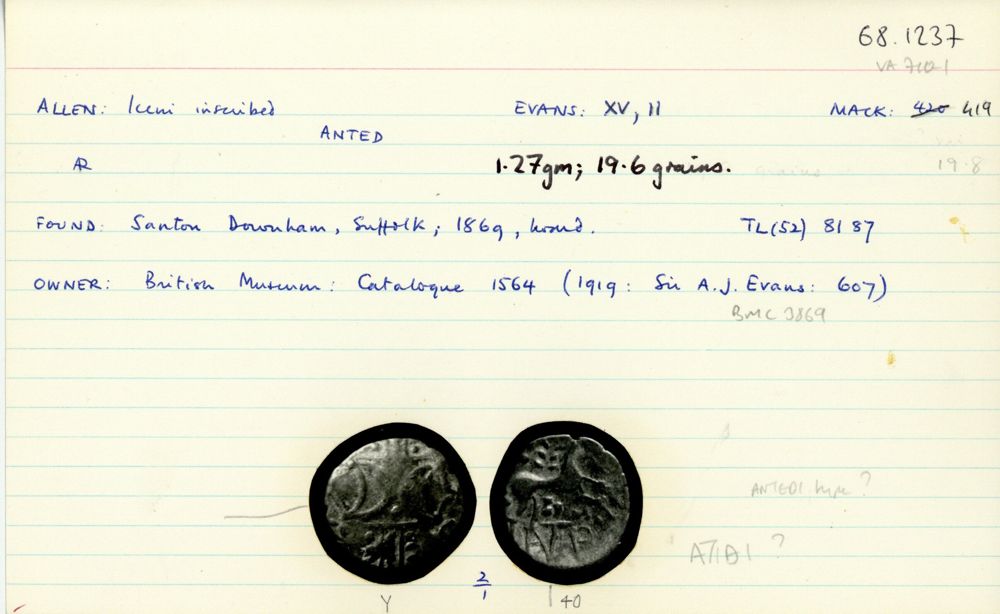 68.1237
VA 710-1
ALLEN: Iceni inscribed EVANS: XV, 11 MACK: 420 419
ANTED
AR 1.27gm; 19.6 grains. grains 19.8
FOUND: Santon Downham, Suffolk; 1869, hoard. TL(52) 8187
OWNER: British Museum: Catalogue 1564 (1919: Sir A.J. Evans: 607)
BMC 3869
ANTEDI type?
2/1
Y 40